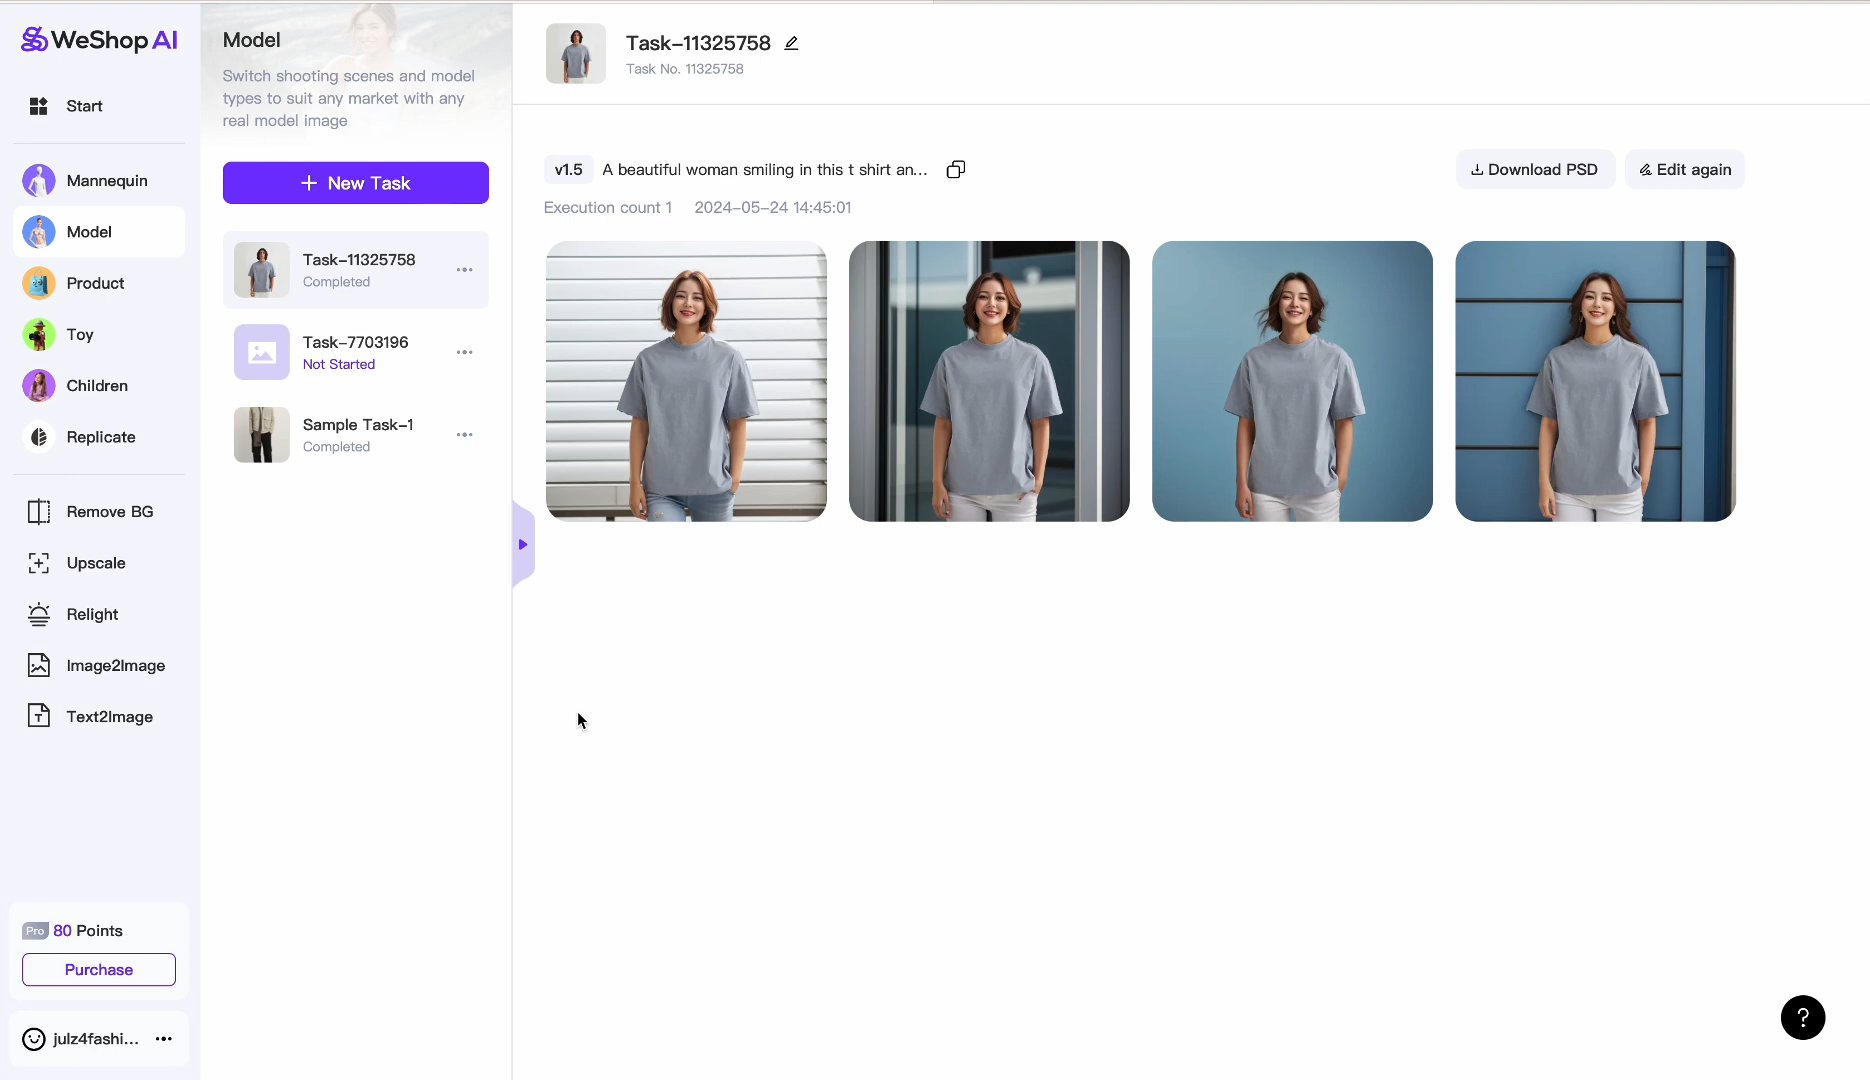 WeShop AI
Start
Mannequin
Model
Product
Toy
Children
Replicate
Remove BG
Upscale
Relight
Image2Image
Text2Image
Pro 80 Points
Purchase
julz4fashi...
Model
Switch shooting scenes and model
types to suit any market with any
real model image
+ New Task
Task-11325758
Completed
Task-7703196
Not Started
Sample Task-1
Completed
Task-11325758
Task No. 11325758
v1.5 A beautiful woman smiling in this t shirt an...
Download PSD
Edit again
Execution count 1 2024-05-24 14:45:01
?